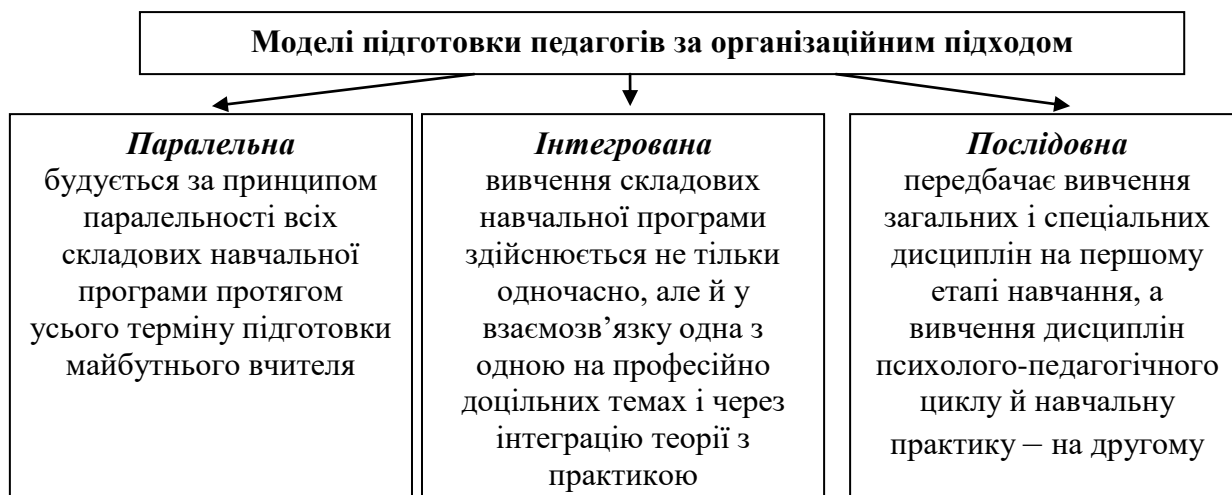 Моделі підготовки педагогів за організаційним підходом
Паралельна
будується за принципом
паралельності всіх
складових навчальної
програми протягом
усього терміну підготовки
майбутнього вчителя
Інтегрована
вивчення складових
навчальної програми
здійснюється не тільки
одночасно, але й у
взаємозв’язку одна з
одною на професійно
доцільних темах і через
інтеграцію теорії з
практикою
Послідовна
передбачає вивчення
загальних і спеціальних
дисциплін на першому
етапі навчання, а
вивчення дисциплін
психолого-педагогічного
циклу й навчальну
практику – на другому